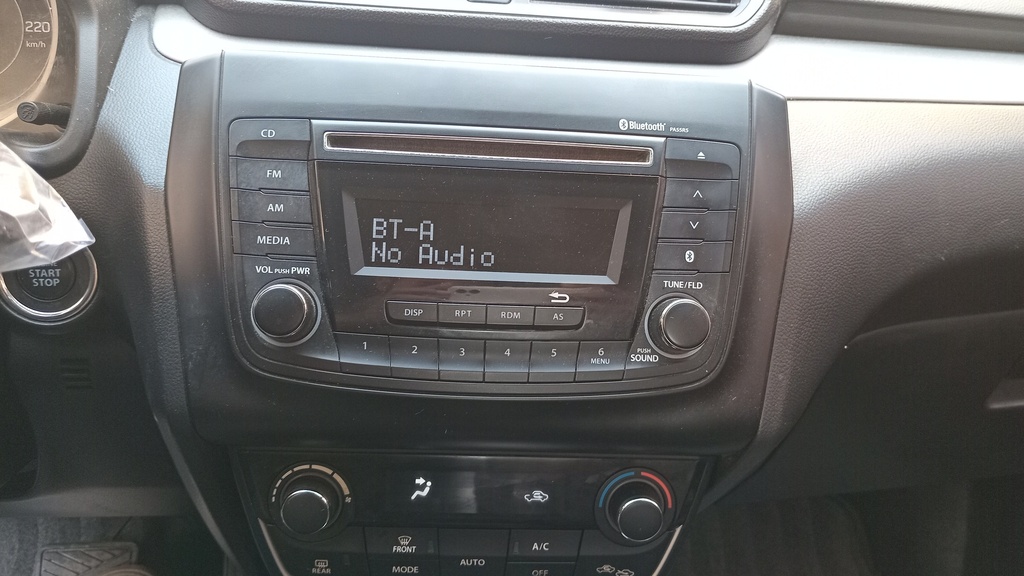 220
km/h
Bluetooth
PA5SRS
CD
FM
AM
MEDIA
VOL PUSH PWR
BT-A
No Audio
TUNE/FLD
START
STOP
DISP
RPT
RDM
AS
1
2
3
4
5
6
MENU
PUSH
SOUND
FRONT
REAR
MODE
AUTO
A/C
OFF